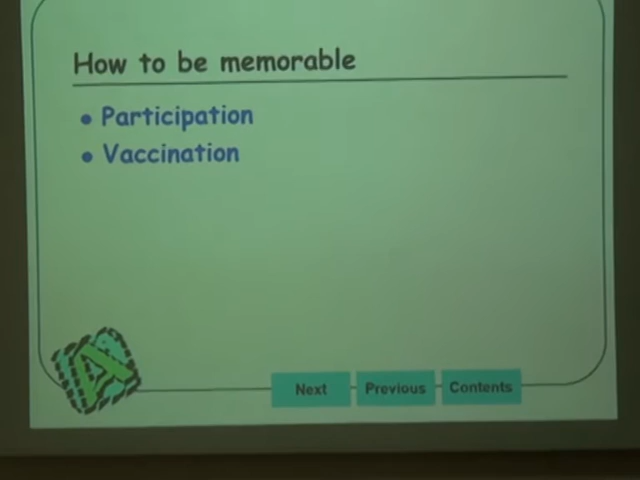 How to be memorable
Participation
Vaccination
A
Next Previous Contents